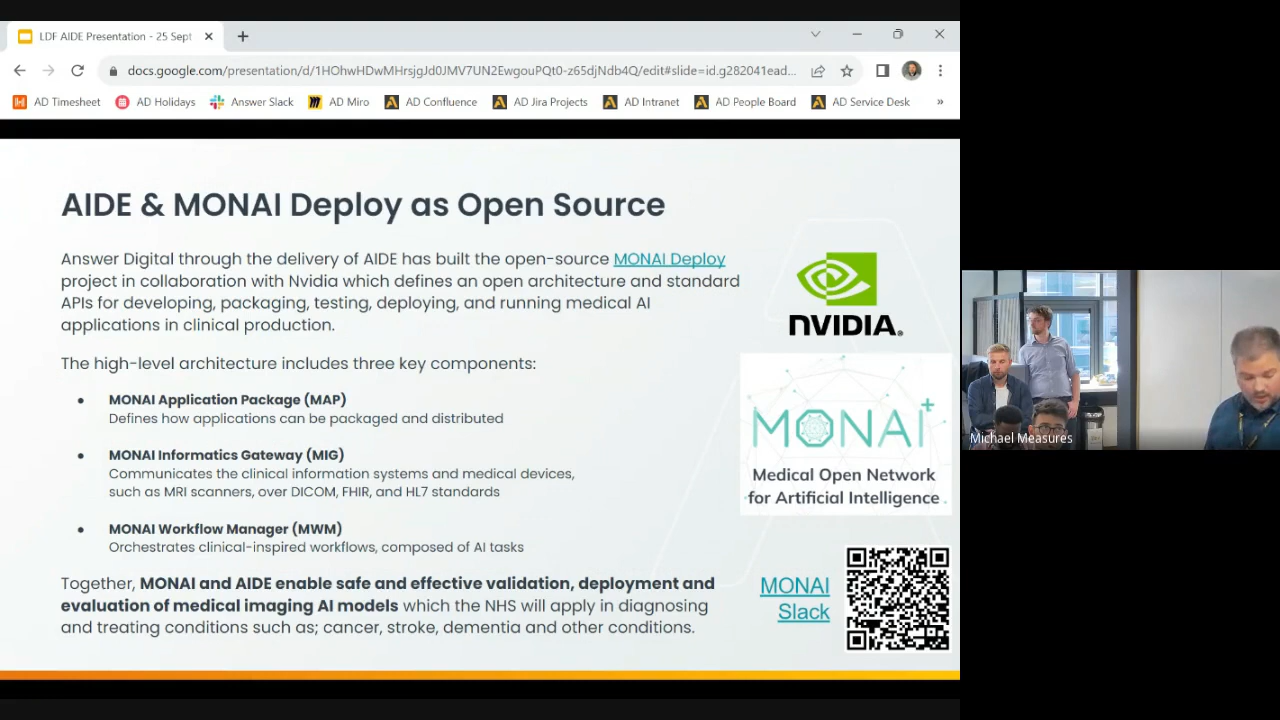 LDF AIDE Presentation - 25 Sept
docs.google.com/presentation/d/1HOhwHDwMHrsjgJd0JMV7UN2EwgouPQt0-z65djNdb4Q/edit#slide=id.g282041ead...
AD Timesheet AD Holidays Answer Slack AD Miro AD Confluence AD Jira Projects AD Intranet AD People Board AD Service Desk »
AIDE & MONAI Deploy as Open Source
Answer Digital through the delivery of AIDE has built the open-source MONAI Deploy
project in collaboration with Nvidia which defines an open architecture and standard
APIs for developing, packaging, testing, deploying, and running medical AI
applications in clinical production.
The high-level architecture includes three key components:
● MONAI Application Package (MAP)
Defines how applications can be packaged and distributed
● MONAI Informatics Gateway (MIG)
Communicates the clinical information systems and medical devices,
such as MRI scanners, over DICOM, FHIR, and HL7 standards
● MONAI Workflow Manager (MWM)
Orchestrates clinical-inspired workflows, composed of AI tasks
Together, MONAI and AIDE enable safe and effective validation, deployment and
evaluation of medical imaging AI models which the NHS will apply in diagnosing
and treating conditions such as; cancer, stroke, dementia and other conditions.
NVIDIA.
MONAI
Medical Open Network
for Artificial Intelligence
MONAI
Slack
Michael Measures